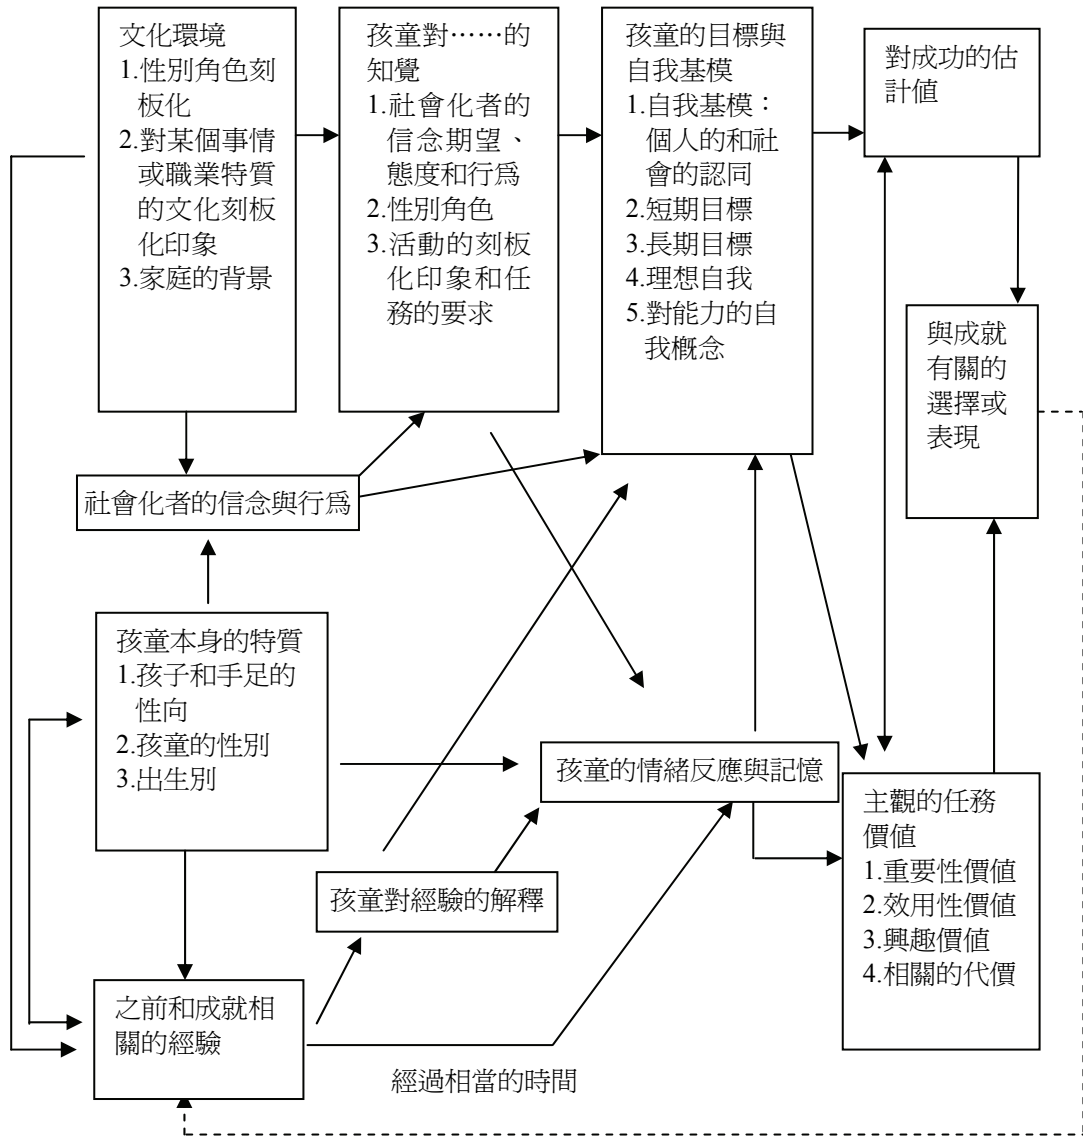 文化環境
1.性別角色刻
板化
2.對某個事情
或職業特質
的文化刻板
化印象
3.家庭的背景
孩童對……的
知覺
1.社會化者的
信念期望、
態度和行為
2.性別角色
3.活動的刻板
化印象和任
務的要求
孩童的目標與
自我基模
1.自我基模：
個人的和社
會的認同
2.短期目標
3.長期目標
4.理想自我
5.對能力的自
我概念
對成功的估
計值
與成就
有關的
選擇或
表現
社會化者的信念與行為
孩童本身的特質
1.孩子和手足的
性向
2.孩童的性別
3.出生別
孩童的情緒反應與記憶
主觀的任務
價值
1.重要性價值
2.效用性價值
3.興趣價值
4.相關的代價
孩童對經驗的解釋
之前和成就相
關的經驗
經過相當的時間